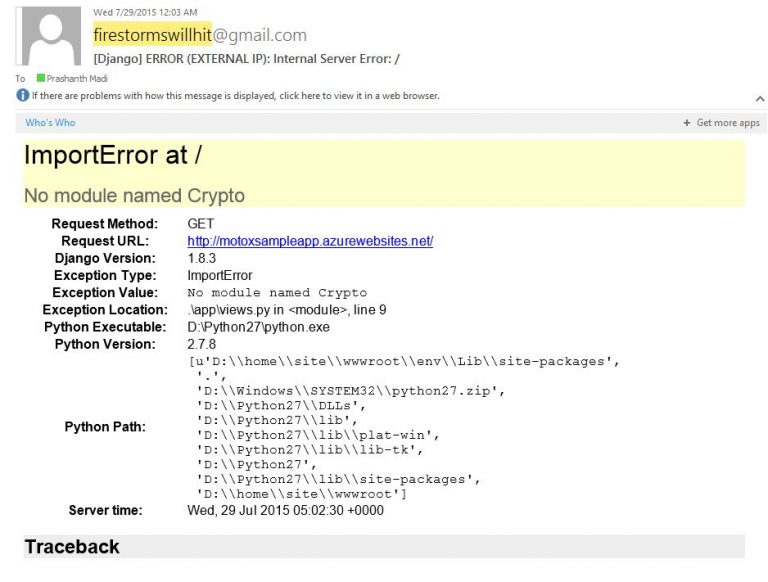 Wed 7/29/2015 12:03 AM
firestormswillhit@gmail.com
[Django] ERROR (EXTERNAL IP): Internal Server Error: /
To Prashanth Madi
If there are problems with how this message is displayed, click here to view it in a web browser.
Who's Who + Get more apps
ImportError at /
No module named Crypto
Request Method: GET
Request URL: http://motoxsampleapp.azurewebsites.net/
Django Version: 1.8.3
Exception Type: ImportError
Exception Value: No module named Crypto
Exception Location: .\app\views.py in <module>, line 9
Python Executable: D:\Python27\python.exe
Python Version: 2.7.8
Python Path: [u'D:\\home\\site\\wwwroot\\env\\Lib\\site-packages',
'.',
'D:\\Windows\\SYSTEM32\\python27.zip',
'D:\\Python27\\DLLs',
'D:\\Python27\\lib',
'D:\\Python27\\lib\\plat-win',
'D:\\Python27\\lib\\lib-tk',
'D:\\Python27',
'D:\\Python27\\lib\\site-packages',
'D:\\home\\site\\wwwroot']
Server time: Wed, 29 Jul 2015 05:02:30 +0000
Traceback